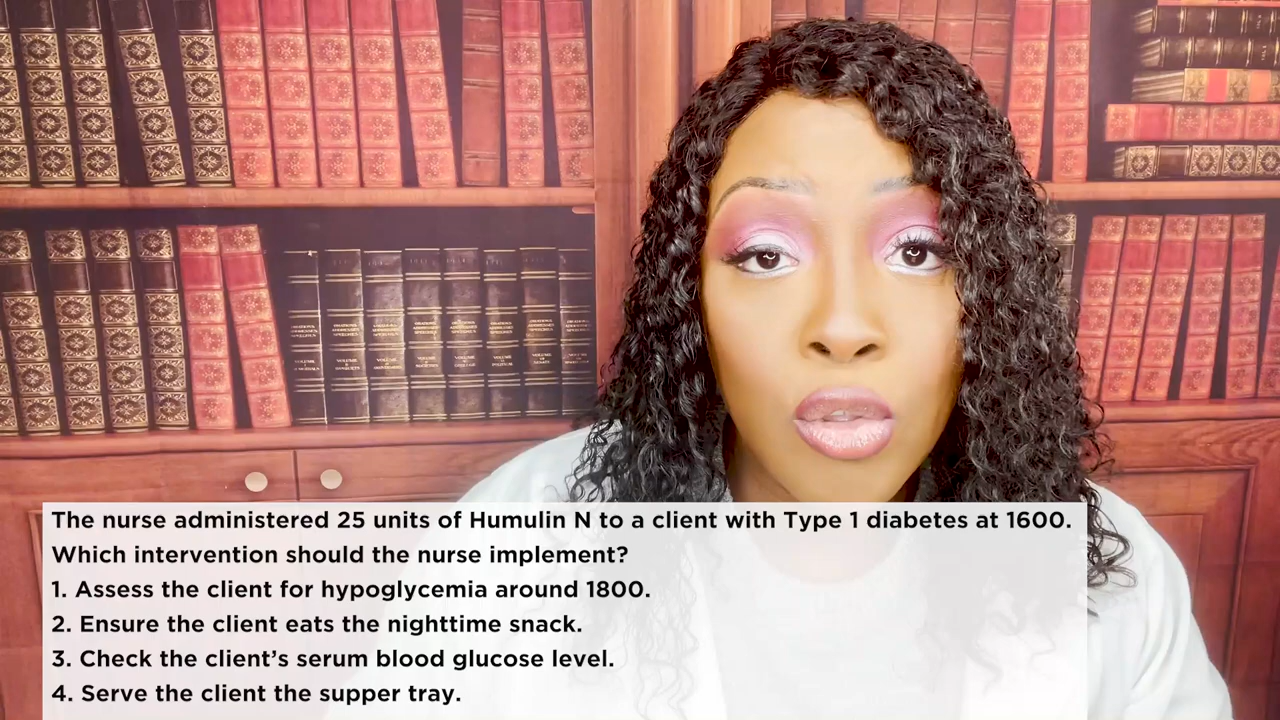 The nurse administered 25 units of Humulin N to a client with Type 1 diabetes at 1600.
Which intervention should the nurse implement?
1. Assess the client for hypoglycemia around 1800.
2. Ensure the client eats the nighttime snack.
3. Check the client’s serum blood glucose level.
4. Serve the client the supper tray.